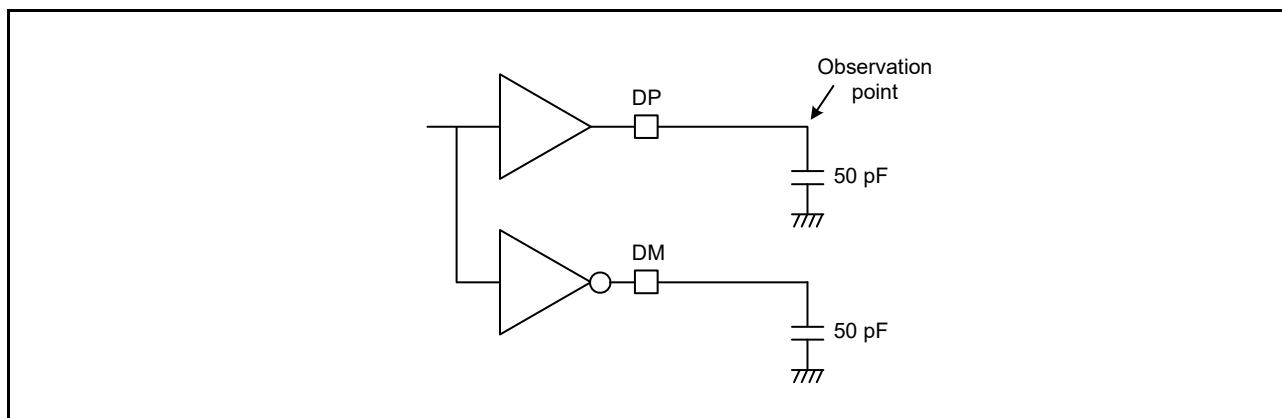 Observation
point
DP
50 pF
DM
50 pF